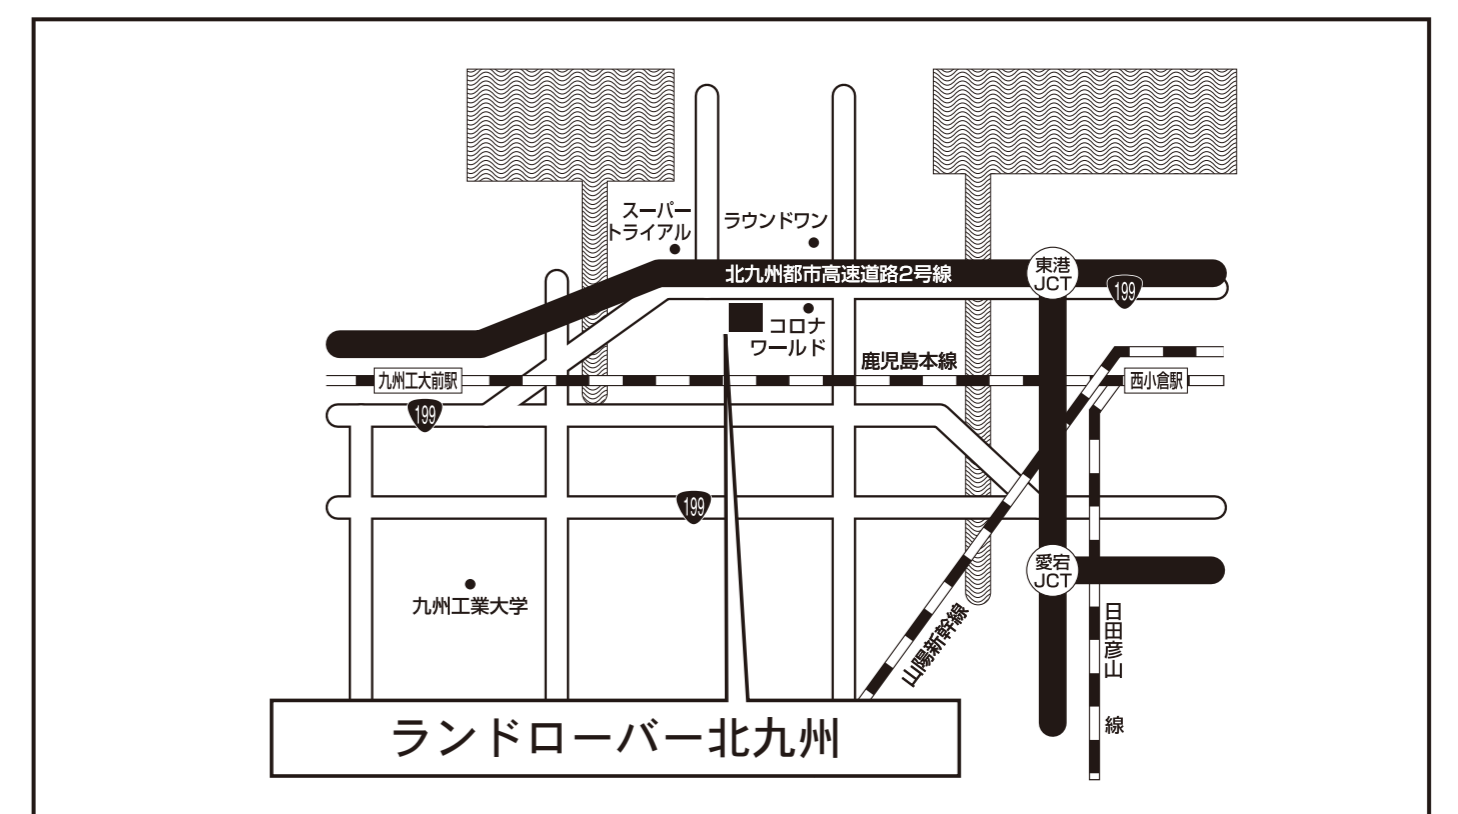 スーパー
トライアル
ラウンドワン
北九州都市高速道路2号線
東港
JCT
199
コロナ
ワールド
鹿児島本線
九州工大前駅
西小倉駅
199
199
愛宕
JCT
九州工業大学
山陽新幹線
日田彦山線
ランドローバー北九州